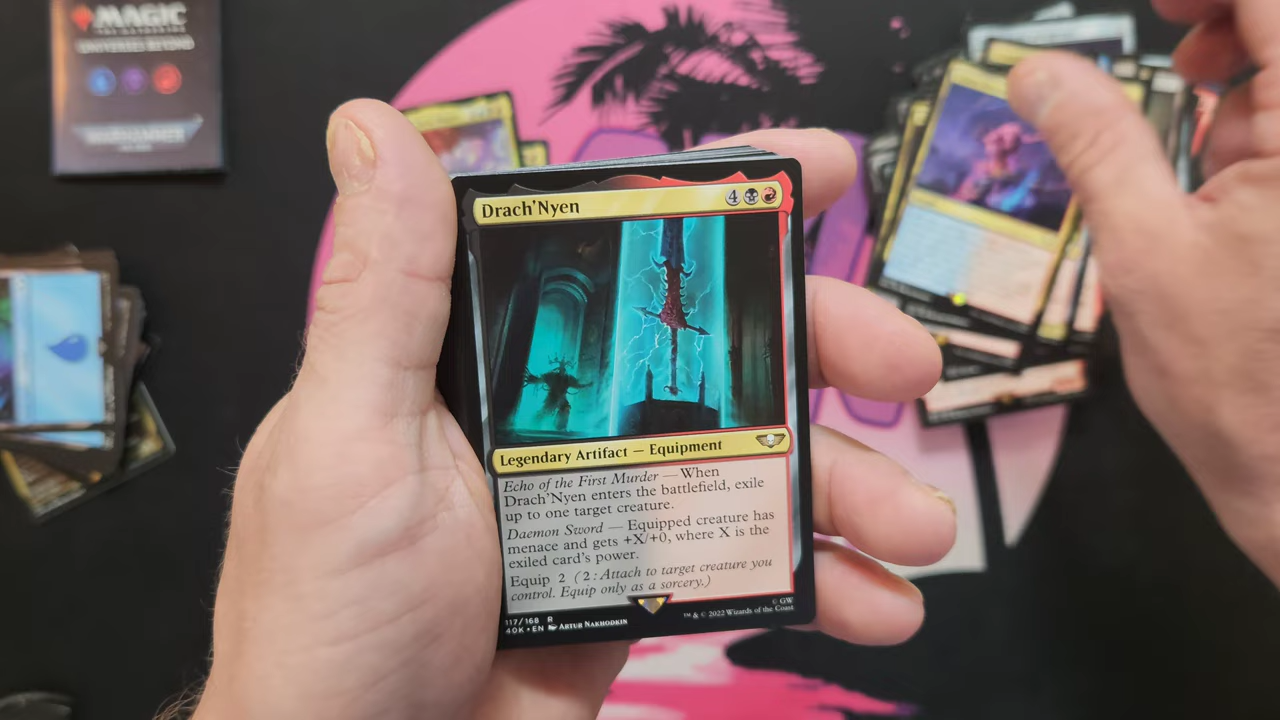 MAGIC
THE GATHERING
UNIVERSES BEYOND
Drach'Nyen
4
Legendary Artifact — Equipment
Echo of the First Murder — When
Drach'Nyen enters the battlefield, exile
up to one target creature.
Daemon Sword — Equipped creature has
menace and gets +X/+0, where X is the
exiled card's power.
Equip 2 (2: Attach to target creature you
control. Equip only as a sorcery.)
117/168 R
40K • EN Artur Nakhodkin
© GW
™ & © 2022 Wizards of the Coast